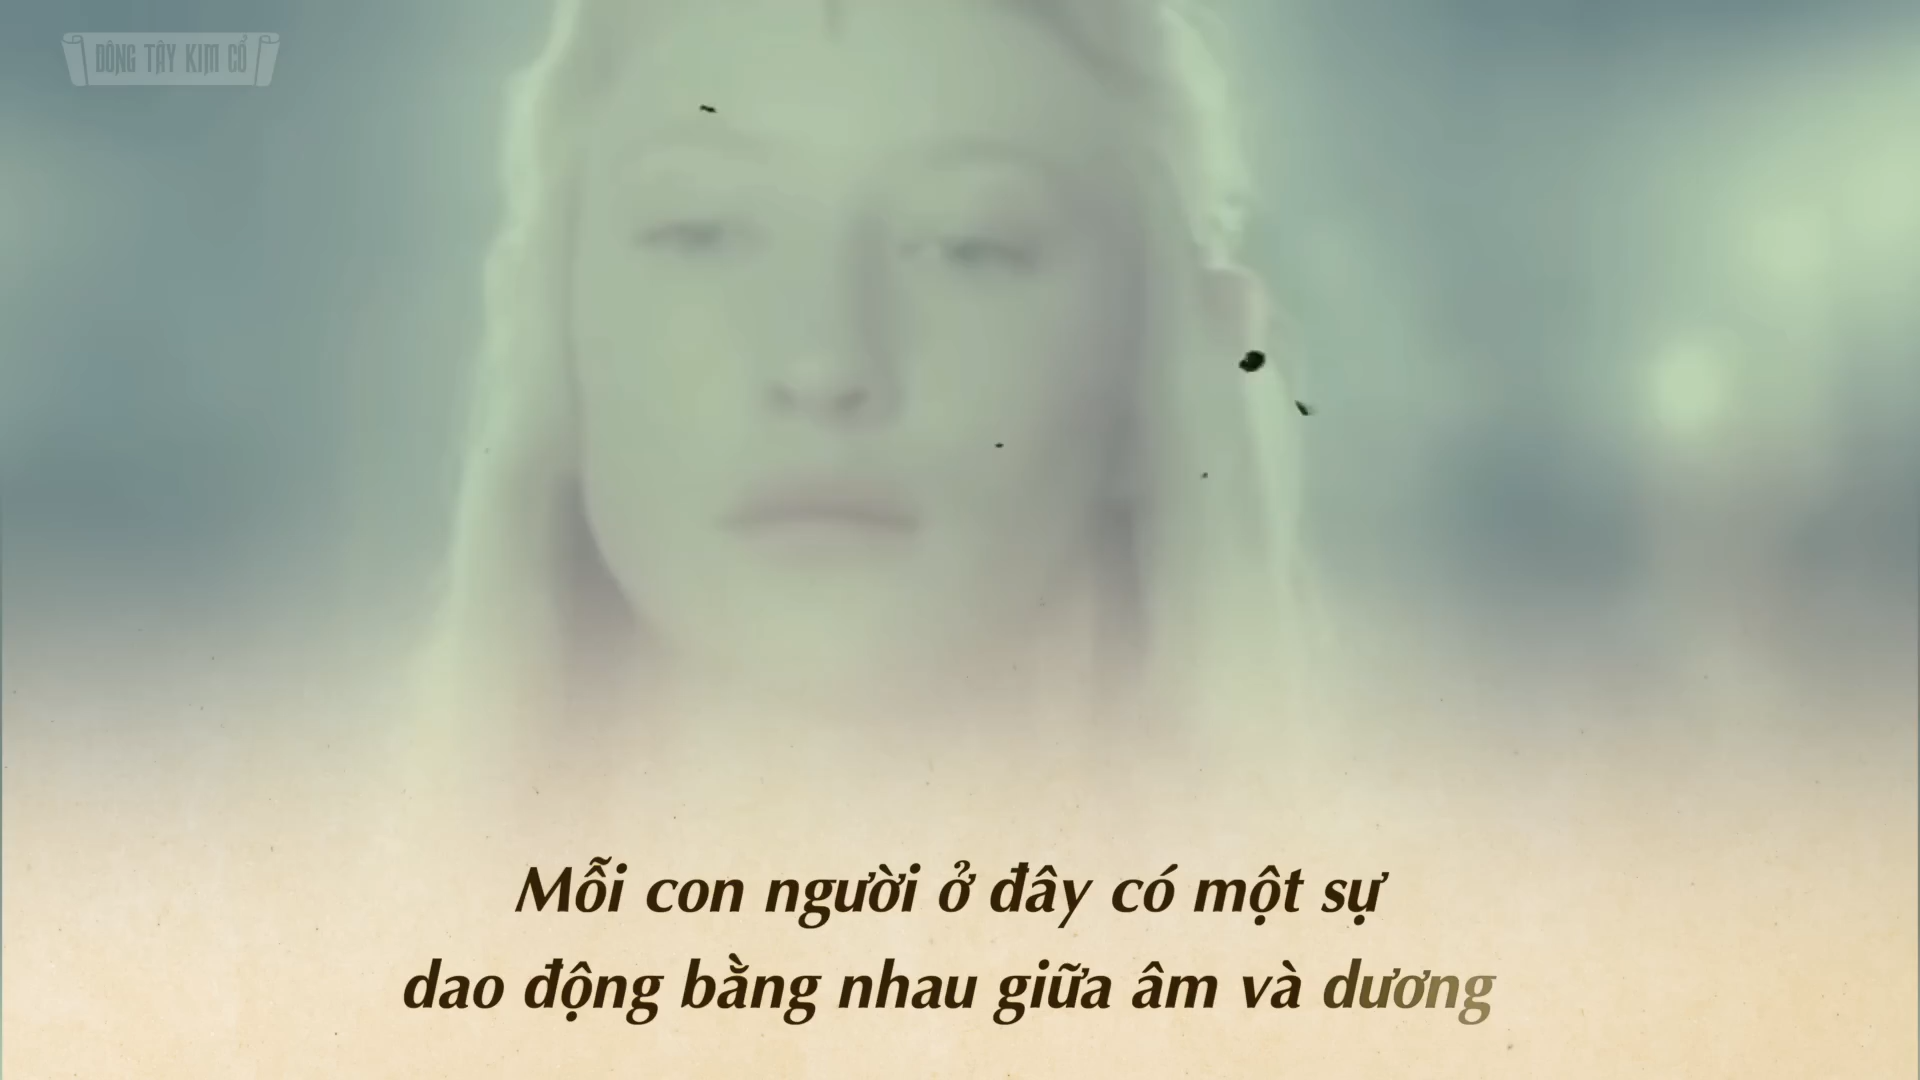 ĐÔNG TÂY KIM CỔ
Mỗi con người ở đây có một sự
dao động bằng nhau giữa âm và dương